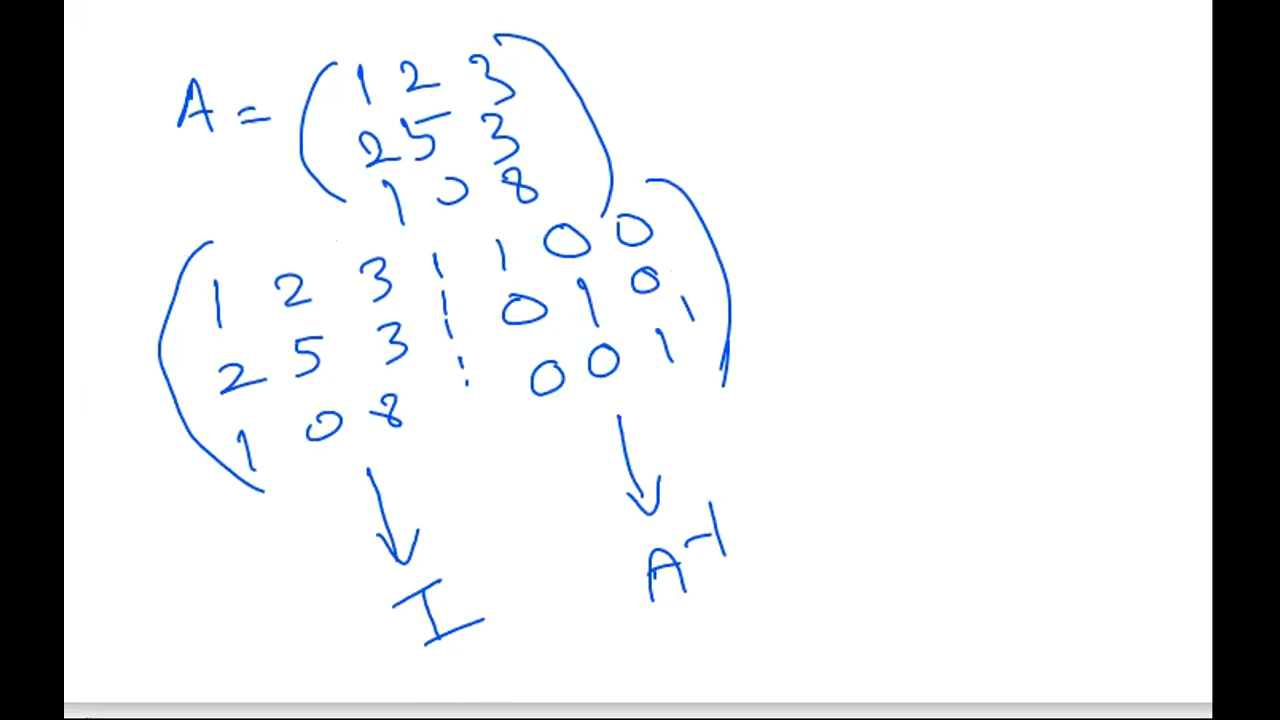 A = ( 1 2 3
2 5 3
1 0 8 )
( 1 2 3 ¦ 1 0 0
2 5 3 ¦ 0 1 0
1 0 8 ¦ 0 0 1 )
I A⁻¹